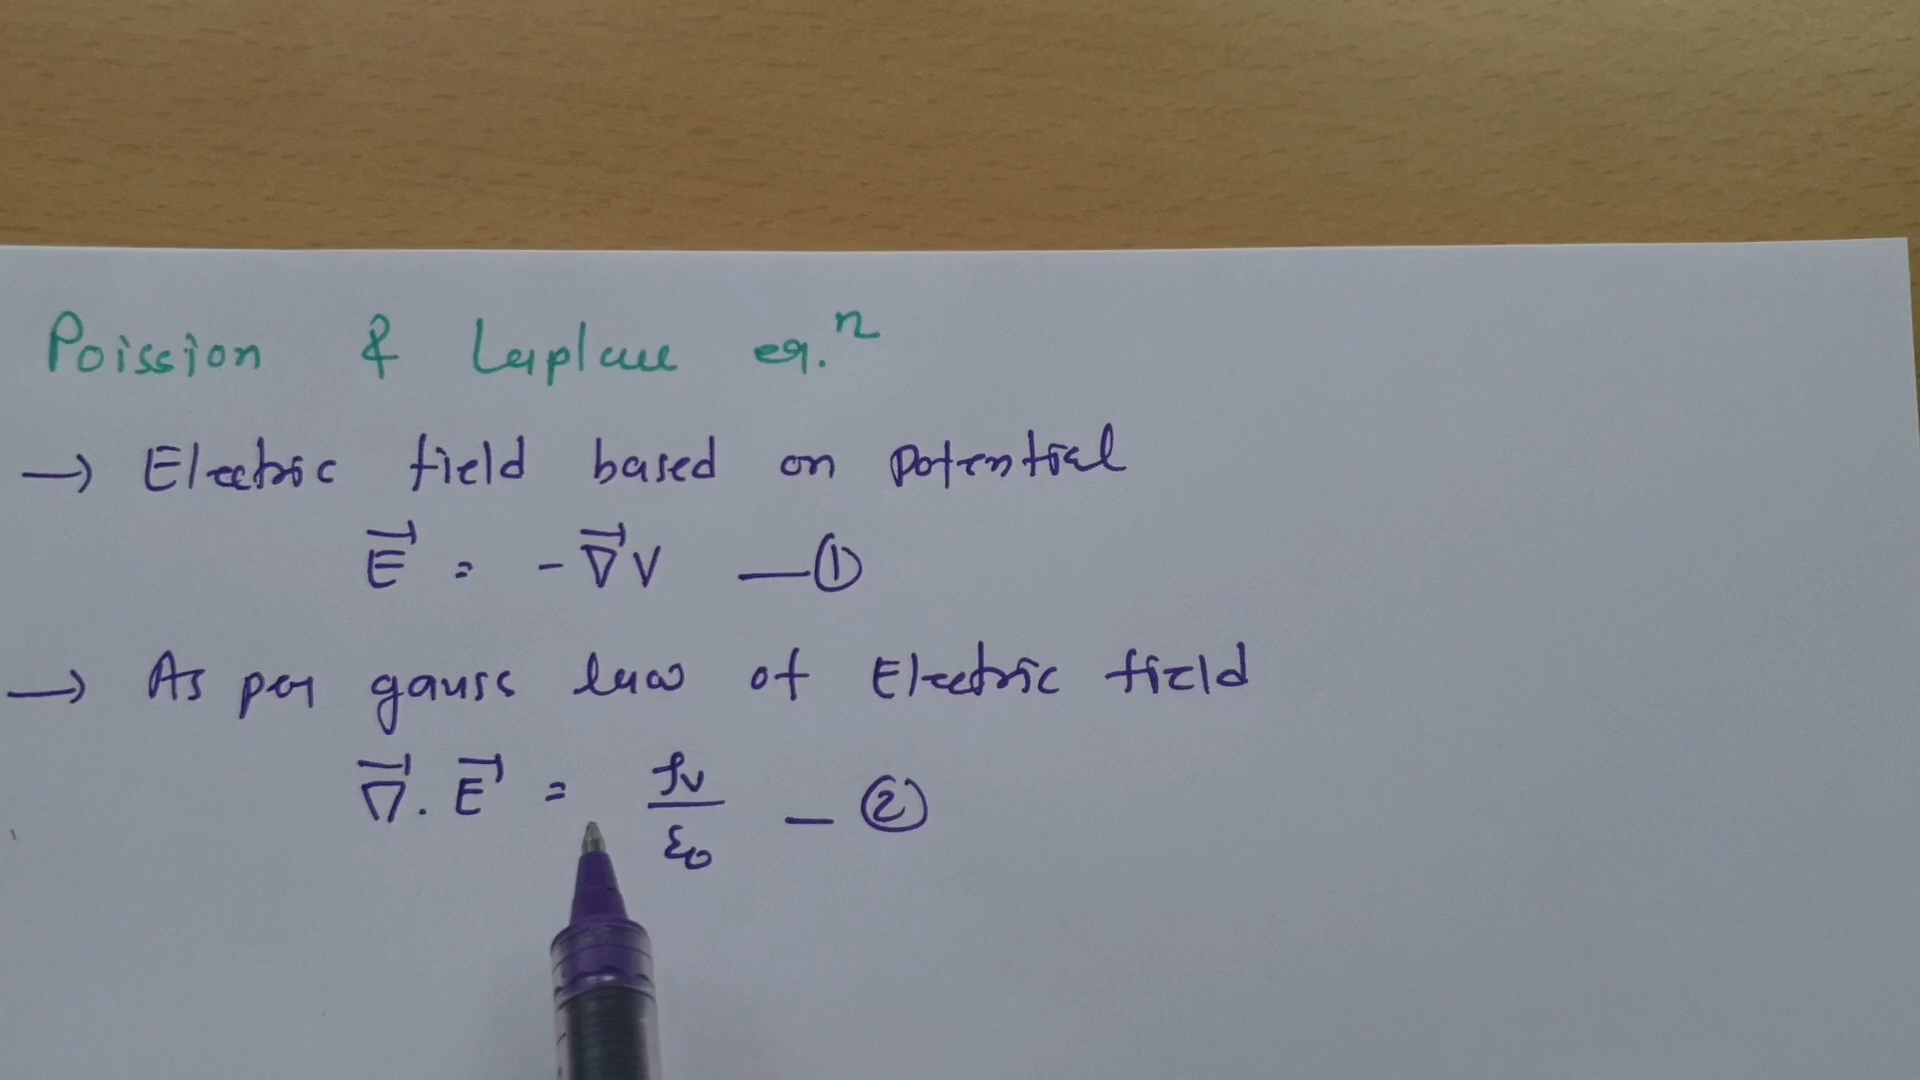 Poission & Laplace eq.ⁿ
→ Electric field based on potential
E⃗ = -∇⃗V —①
→ As per gauss law of Electric field
∇⃗. E⃗ = ρv/ε0 — ②